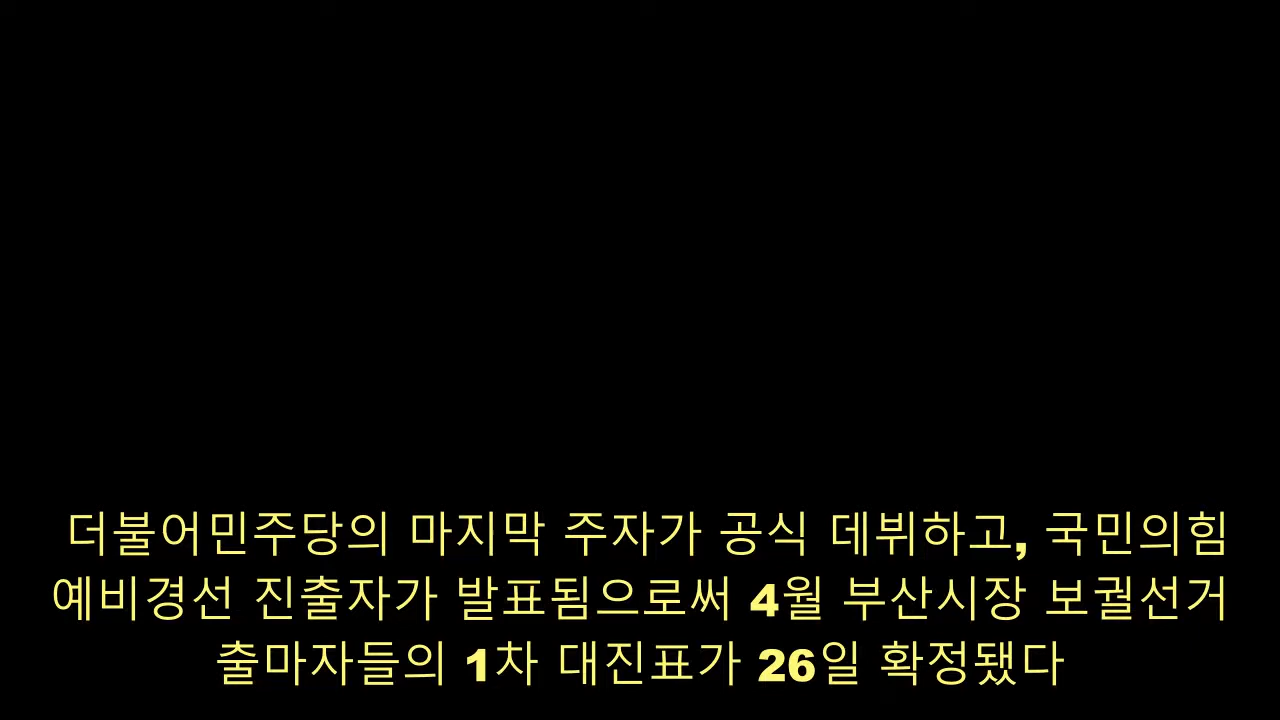 더불어민주당의 마지막 주자가 공식 데뷔하고, 국민의힘
예비경선 진출자가 발표됨으로써 4월 부산시장 보궐선거
출마자들의 1차 대진표가 26일 확정됐다